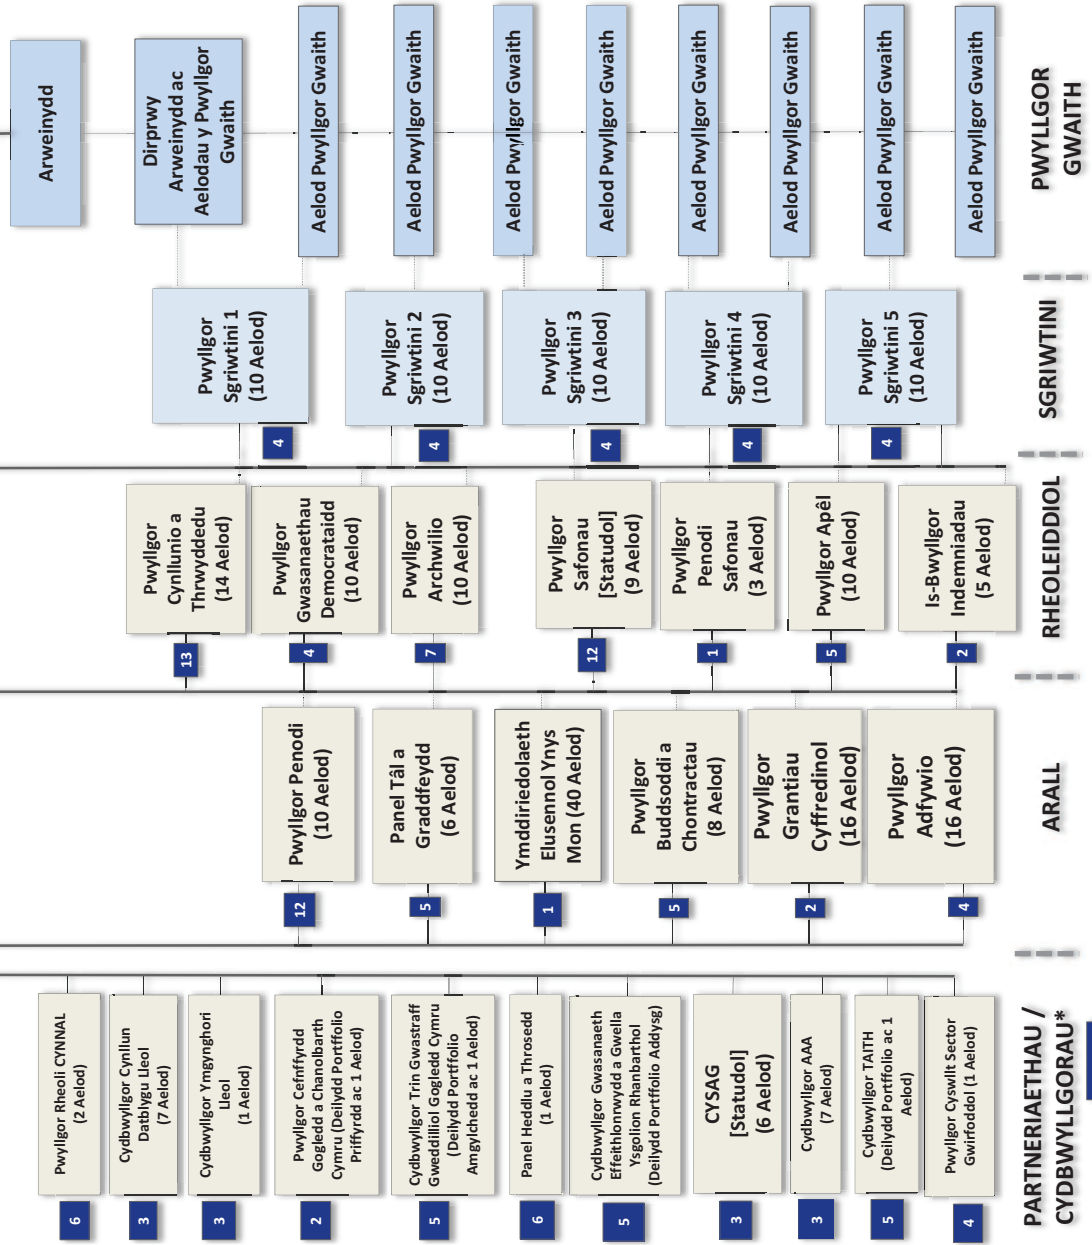 Arweinydd
Dirprwy
Arweinydd ac
Aelodau y Pwyllgor
Gwaith
Aelod Pwyllgor Gwaith
Aelod Pwyllgor Gwaith
Aelod Pwyllgor Gwaith
Aelod Pwyllgor Gwaith
Aelod Pwyllgor Gwaith
Aelod Pwyllgor Gwaith
Aelod Pwyllgor Gwaith
Aelod Pwyllgor Gwaith
PWYLLGOR
GWAITH
Pwyllgor
Sgriwtini 1
(10 Aelod)
4
Pwyllgor
Sgriwtini 2
(10 Aelod)
4
Pwyllgor
Sgriwtini 3
(10 Aelod)
4
Pwyllgor
Sgriwtini 4
(10 Aelod)
4
Pwyllgor
Sgriwtini 5
(10 Aelod)
4
SGRIWTINI
Pwyllgor
Cynllunio a
Thrwyddedu
(14 Aelod)
13
Pwyllgor
Gwasanaethau
Democrataidd
(10 Aelod)
4
Pwyllgor
Archwilio
(10 Aelod)
7
Pwyllgor
Safonau
[Statudol]
(9 Aelod)
12
Pwyllgor
Penodi
Safonau
(3 Aelod)
1
Pwyllgor Apêl
(10 Aelod)
5
Is-Bwyllgor
Indemniadau
(5 Aelod)
2
RHEOLEIDDIOL
Pwyllgor Penodi
(10 Aelod)
12
Panel Tâl a
Graddfeydd
(6 Aelod)
5
Ymddiriedolaeth
Elusennol Ynys
Mon (40 Aelod)
1
Pwyllgor
Buddsoddi a
Chontractau
(8 Aelod)
5
Pwyllgor
Grantiau
Cyffredinol
(16 Aelod)
2
Pwyllgor
Adfywio
(16 Aelod)
4
ARALL
Pwyllgor Rheoli CYNNAL
(2 Aelod)
6
Cydbwyllgor Cynllun
Datblygu Lleol
(7 Aelod)
3
Cydbwyllgor Ymgynghori
Lleol
(1 Aelod)
3
Pwyllgor Cefnffyrdd
Gogledd a Chanolbarth
Cymru (Deilydd Portffolio
Priffyrdd ac 1 Aelod)
2
Cydbwyllgor Trin Gwastraff
Gweddilliol Gogledd Cymru
(Deilydd Portffolio
Amgylchedd ac 1 Aelod)
5
Panel Heddlu a Throsedd
(1 Aelod)
6
Cydbwyllgor Gwasanaeth
Effeithlonrwydd a Gwella
Ysgolion Rhanbarthol
(Deilydd Portffolio Addysg)
5
CYSAG
[Statudol]
(6 Aelod)
3
Cydbwyllgor AAA
(7 Aelod)
3
Cydbwyllgor TAITH
(Deilydd Portffolio ac 1
Aelod)
5
Pwyllgor Cyswllt Sector
Gwirfoddol (1 Aelod)
4
PARTNERIAETHAU /
CYDBWYLLGORAU*